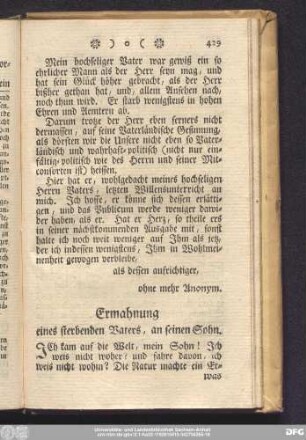 429
Mein hochseliger Vater war gewiß ein so
ehrlicher Mann als der Herr seyn mag, und
hat sein Glück höher gebracht, als der Herr
bißher gethan hat, und, allem Ansehen nach,
noch thun wird. Er starb wenigstens in hohen
Ehren und Aemtern ab.
Darum trotze der Herr eben ferners nicht
dermassen, auf seine Vaterländische Gesinnung,
als dörften wir die Unsere nicht eben so Vater-
ländisch und wahrhaft-politisch (nicht nur ein-
fältig-politisch wie des Herrn und seiner Mit-
consorten ist) heissen.
Hier hat er, wohlgedacht meines hochseligen
Herrn Vaters, letzten Willensunterricht an
mich. Ich hoffe, er könne sich dessen ersätti-
gen, und das Publicum werde weniger dawi-
der haben als er. Hat er Herz, so theile ers
in seiner nächstkommenden Ausgabe mit, sonst
halte ich noch weit weniger auf Ihm als jetz,
der ich indessen wenigstens, Ihm in Wohlmei-
nenheit gewogen verbleibe,
als dessen aufrichtiger,
ohne mehr Anonym.
Ermahnung
eines sterbenden Vaters, an seinen Sohn.
ICh kam auf die Welt, mein Sohn! Ich
weis nicht woher, und fahre davon, ich
weis nicht wohin? Die Natur machte ein Et-
was